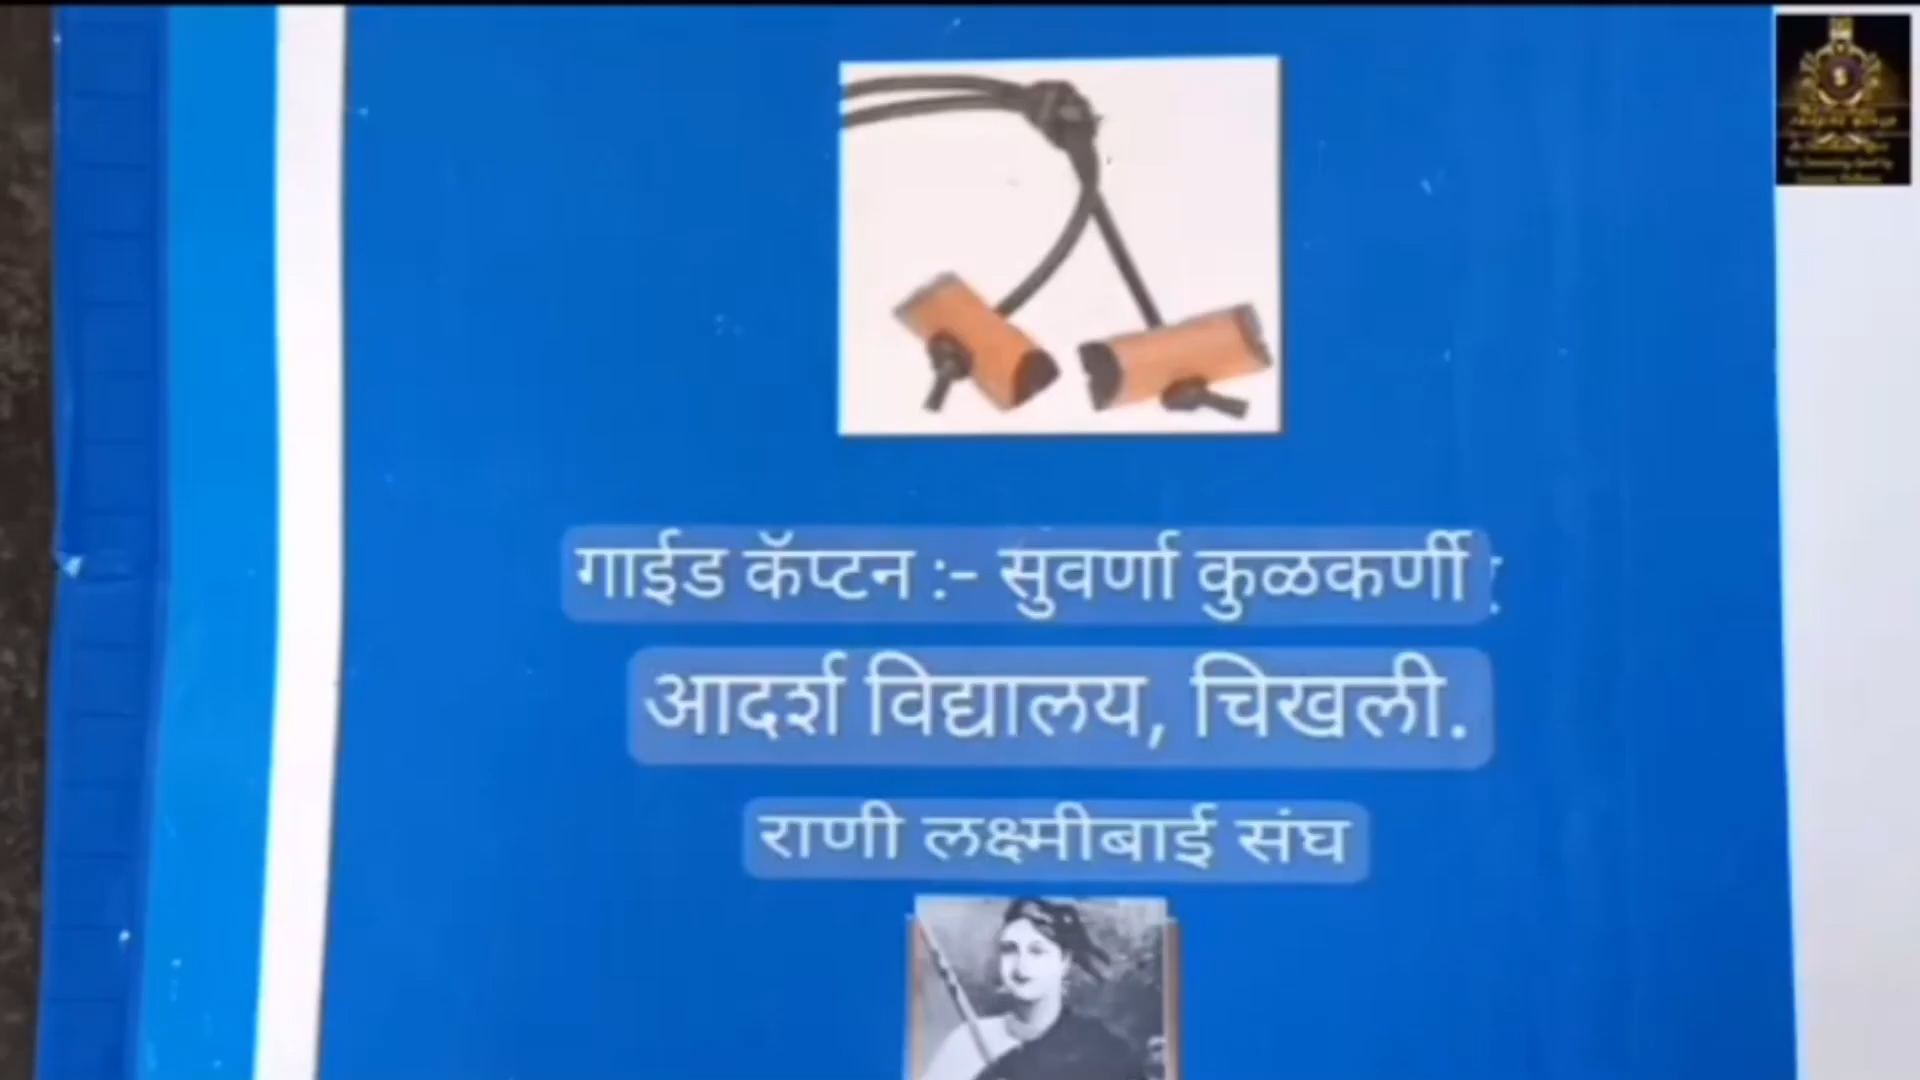 गाईड कॅप्टन :- सुवर्णा कुळकर्णी
आदर्श विद्यालय, चिखली.
राणी लक्ष्मीबाई संघ